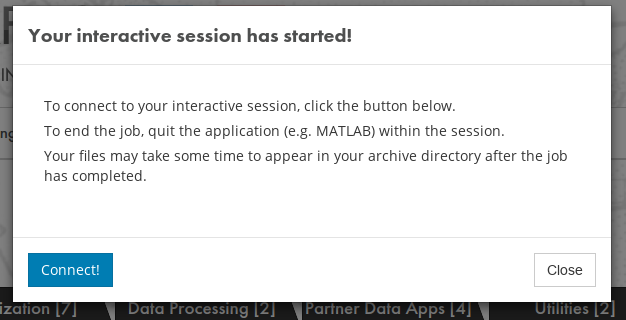 Your interactive session has started!
To connect to your interactive session, click the button below.
To end the job, quit the application (e.g. MATLAB) within the session.
Your files may take some time to appear in your archive directory after the job
has completed.
Connect! Close
ization [7] Data Processing [2] Partner Data Apps [4] Utilities [2]